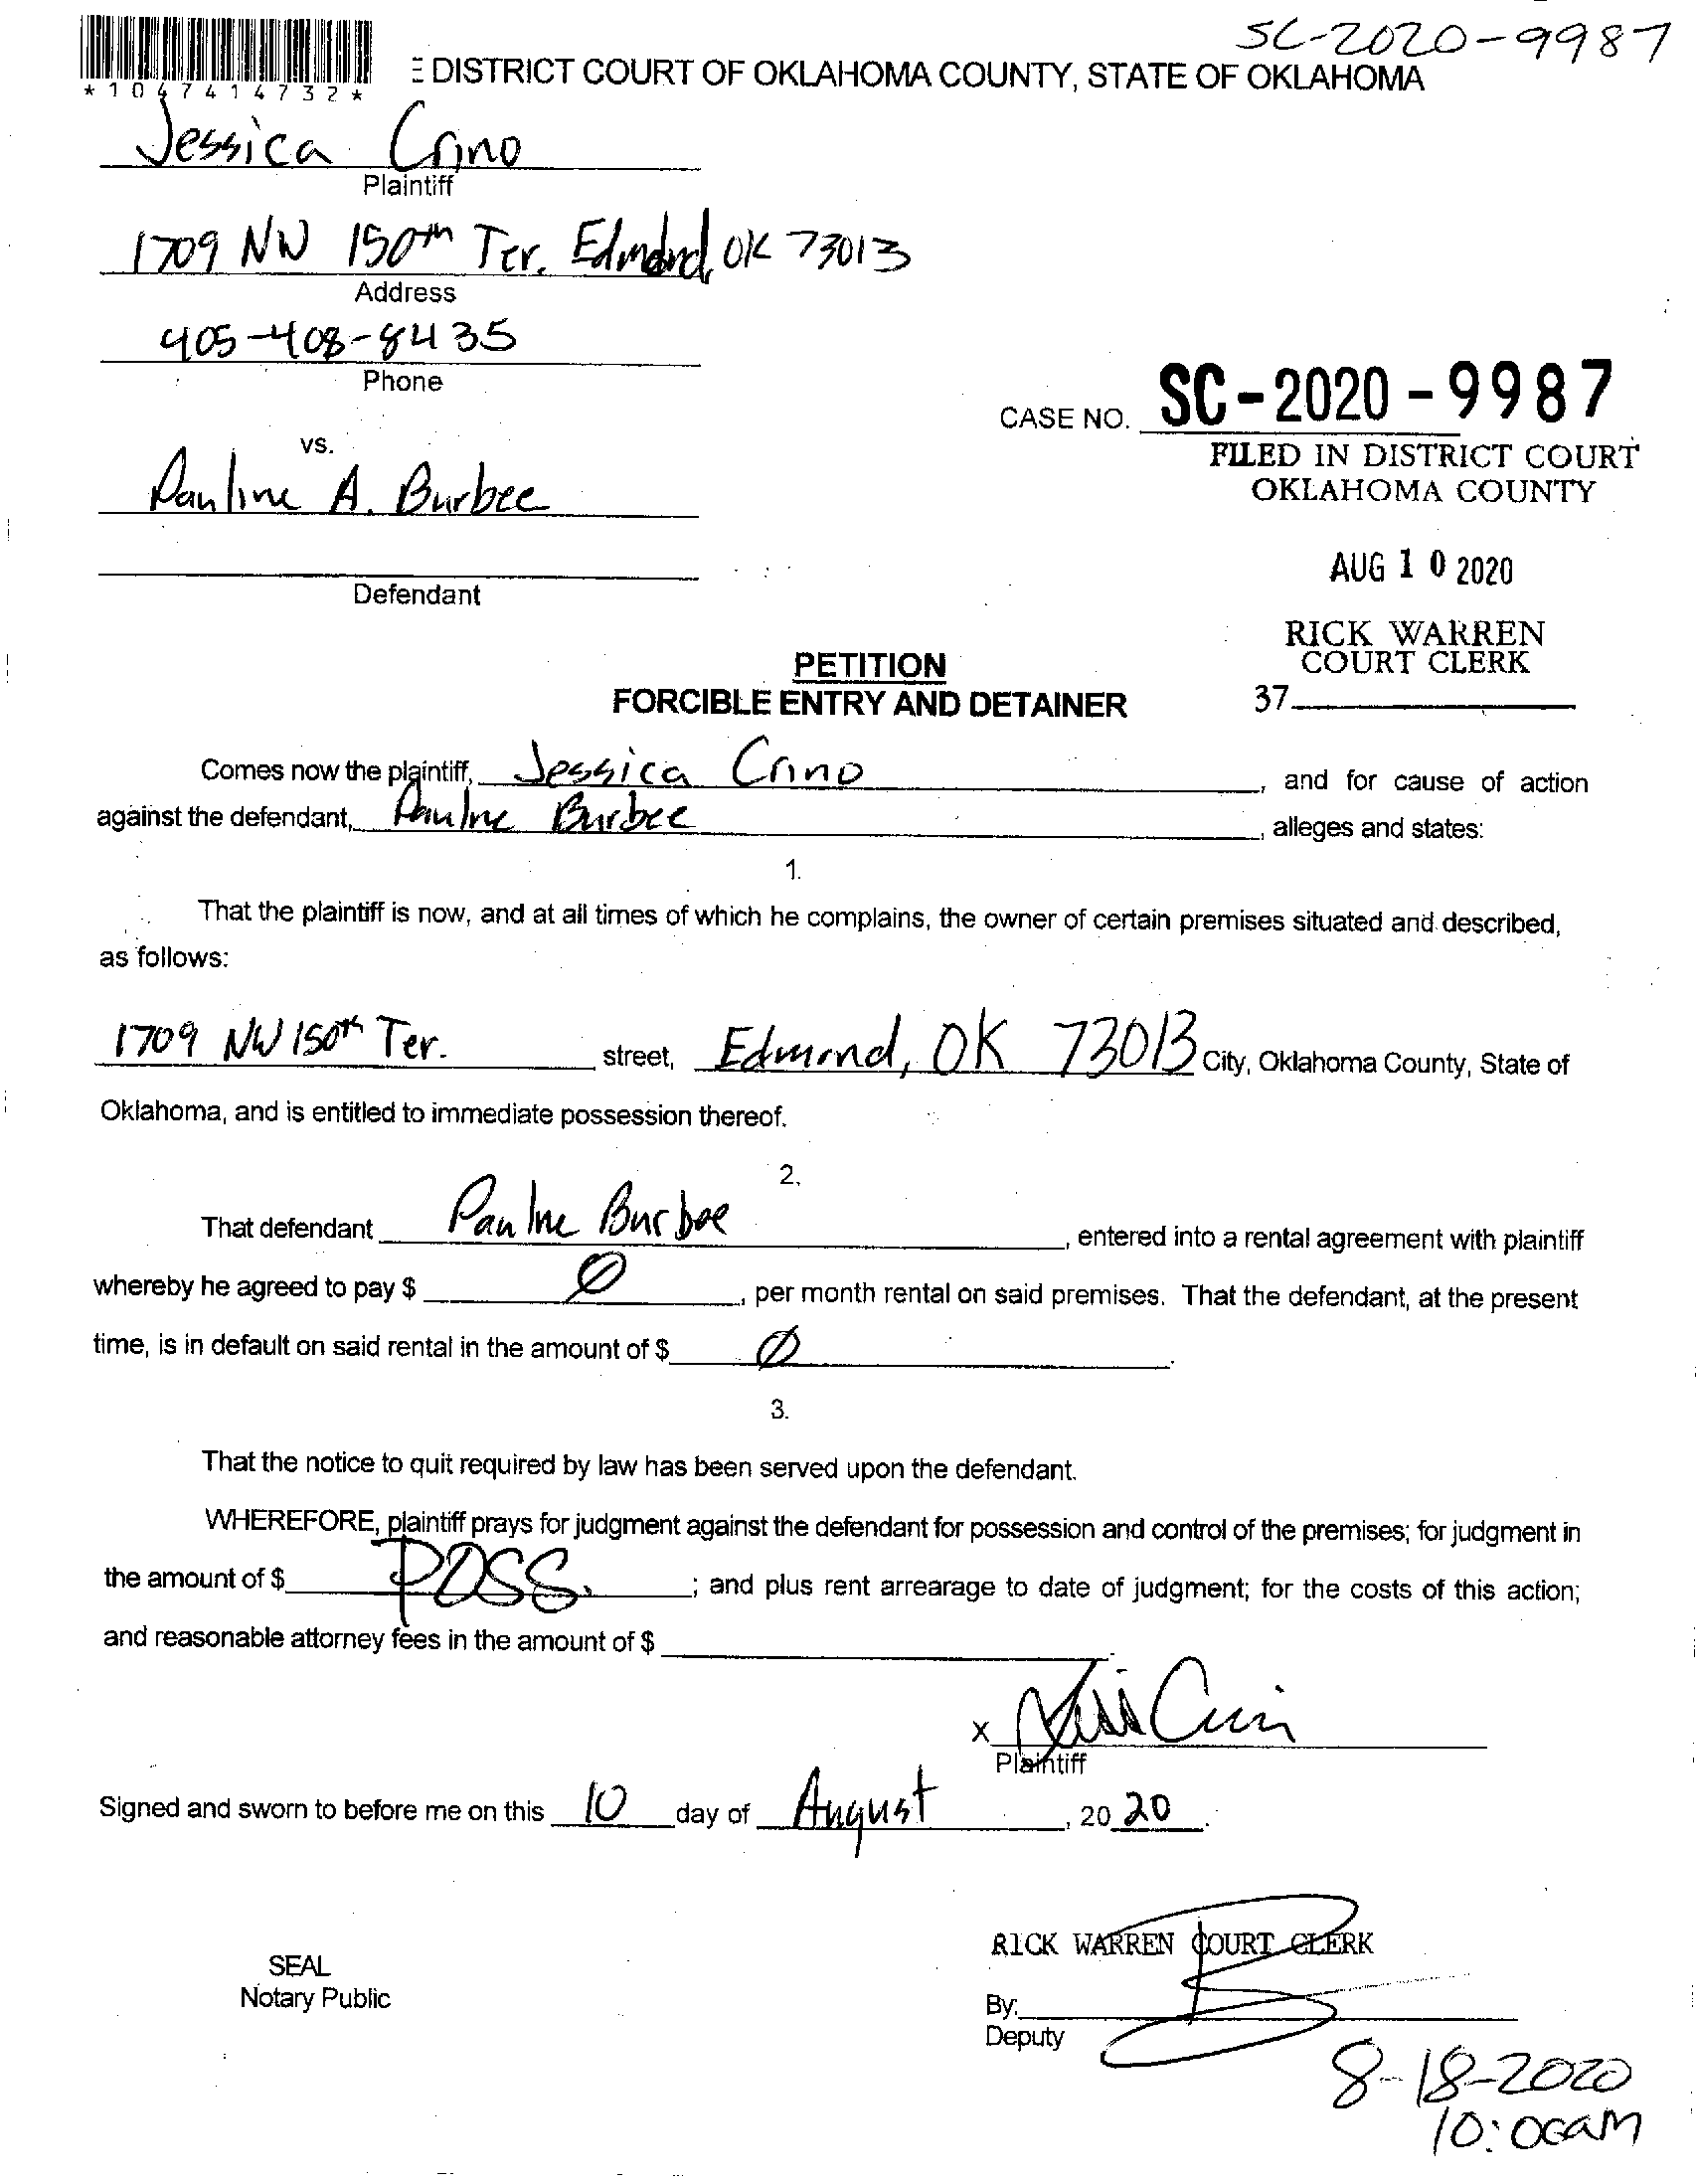 SC-2020-9987
*1047414732*
E DISTRICT COURT OF OKLAHOMA COUNTY, STATE OF OKLAHOMA
Jessica Crino
Plaintiff
1709 NW 150th Ter. Edmond, OK 73013
Address
405-408-8435
Phone
CASE NO. SC-2020-9987
vs.
FILED IN DISTRICT COURT
OKLAHOMA COUNTY
Pauline A. Burbee
AUG 10 2020
Defendant
RICK WARREN
COURT CLERK
37
PETITION
FORCIBLE ENTRY AND DETAINER
Comes now the plaintiff, Jessica Crino, and for cause of action
against the defendant, Pauline Burbee, alleges and states:
1.
That the plaintiff is now, and at all times of which he complains, the owner of certain premises situated and described,
as follows:
1709 NW 150th Ter. street, Edmond, OK 73013 City, Oklahoma County, State of
Oklahoma, and is entitled to immediate possession thereof.
2.
That defendant Pauline Burbee, entered into a rental agreement with plaintiff
whereby he agreed to pay $ 0, per month rental on said premises. That the defendant, at the present
time, is in default on said rental in the amount of $ 0.
3.
That the notice to quit required by law has been served upon the defendant.
WHEREFORE, plaintiff prays for judgment against the defendant for possession and control of the premises; for judgment in
the amount of $ POSS.; and plus rent arrearage to date of judgment; for the costs of this action;
and reasonable attorney fees in the amount of $
X
Plaintiff
Signed and sworn to before me on this 10 day of August, 2020.
RICK WARREN COURT CLERK
SEAL
Notary Public
By:
Deputy
8-18-2020
10:00AM